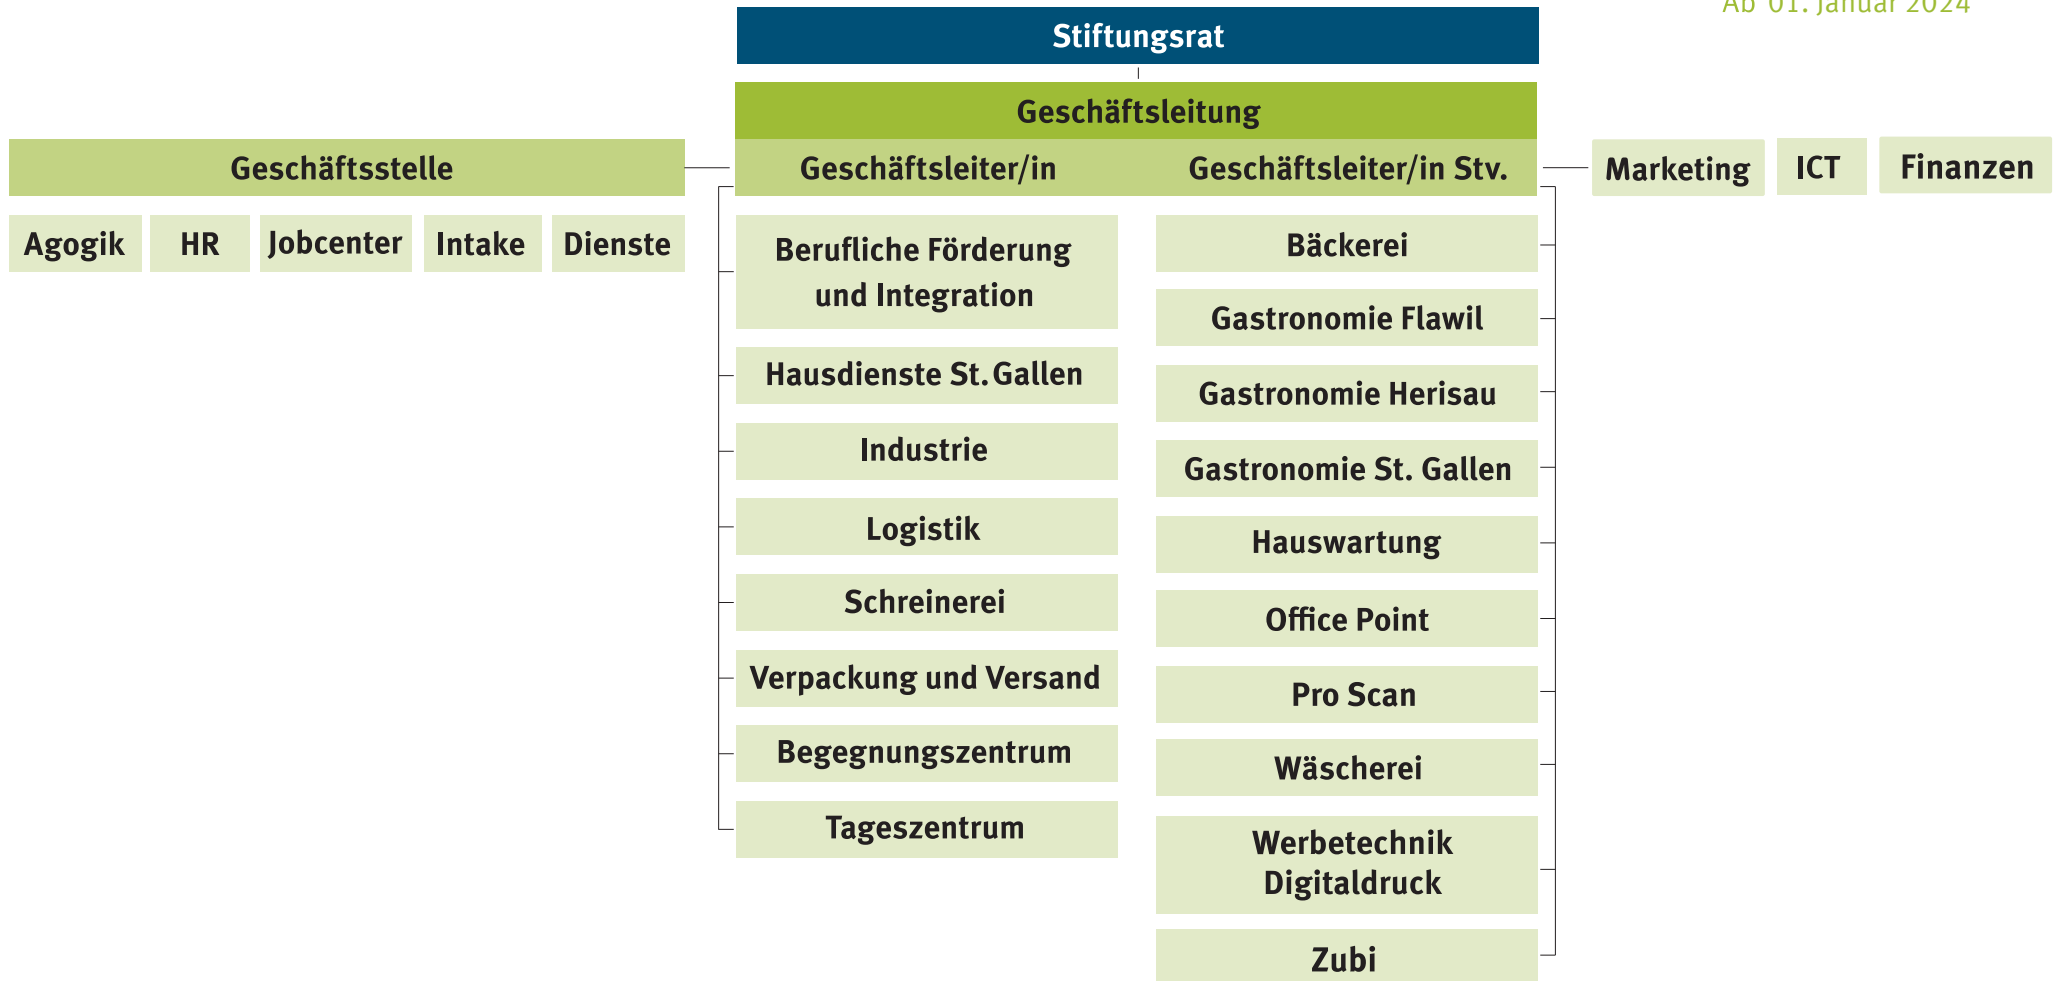 Ab 01. Januar 2024
Stiftungsrat
Geschäftsleitung
Geschäftsstelle
Geschäftsleiter/in
Geschäftsleiter/in Stv.
Marketing
ICT
Finanzen
Agogik
HR
Jobcenter
Intake
Dienste
Berufliche Förderung
und Integration
Hausdienste St. Gallen
Industrie
Logistik
Schreinerei
Verpackung und Versand
Begegnungszentrum
Tageszentrum
Bäckerei
Gastronomie Flawil
Gastronomie Herisau
Gastronomie St. Gallen
Hauswartung
Office Point
Pro Scan
Wäscherei
Werbetechnik
Digitaldruck
Zubi